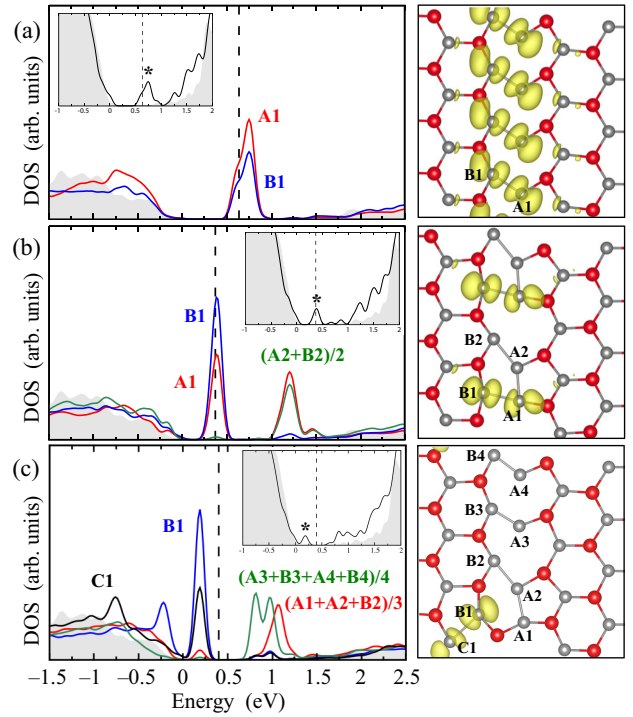 (a)
DOS (arb. units)
*
-1 -0.5 0 0.5 1 1.5 2
A1
B1
B1
A1
(b)
DOS (arb. units)
*
-1 -0.5 0 0.5 1 1.5 2
B1
A1
(A2+B2)/2
B2
A2
B1
A1
(c)
DOS (arb. units)
*
-1 -0.5 0 0.5 1 1.5 2
B1
C1
(A3+B3+A4+B4)/4
(A1+A2+B2)/3
B4
A4
B3
A3
B2
A2
B1
A1
C1
−1.5 −1 −0.5 0 0.5 1 1.5 2 2.5
Energy (eV)